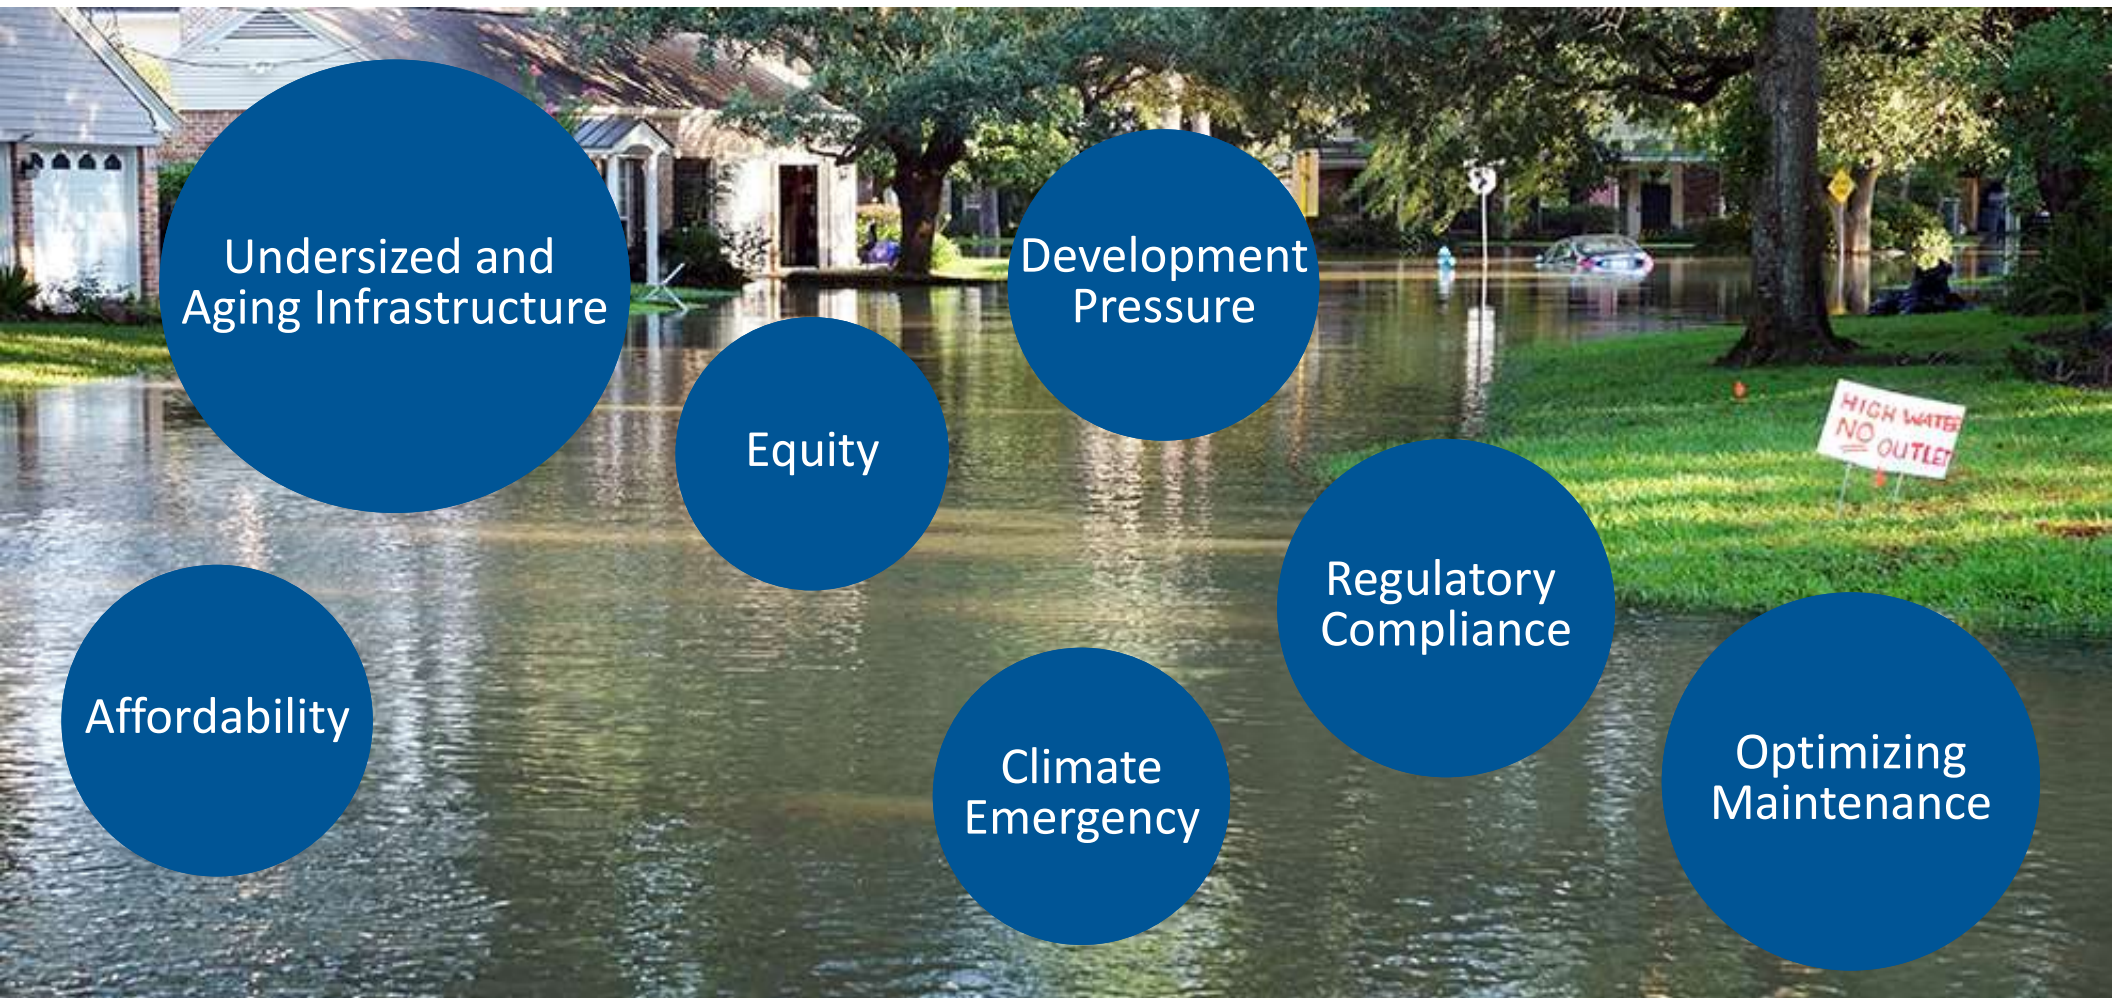 Undersized and
Aging Infrastructure
Development
Pressure
Equity
HIGH WATER
NO OUTLET
Regulatory
Compliance
Affordability
Climate
Emergency
Optimizing
Maintenance